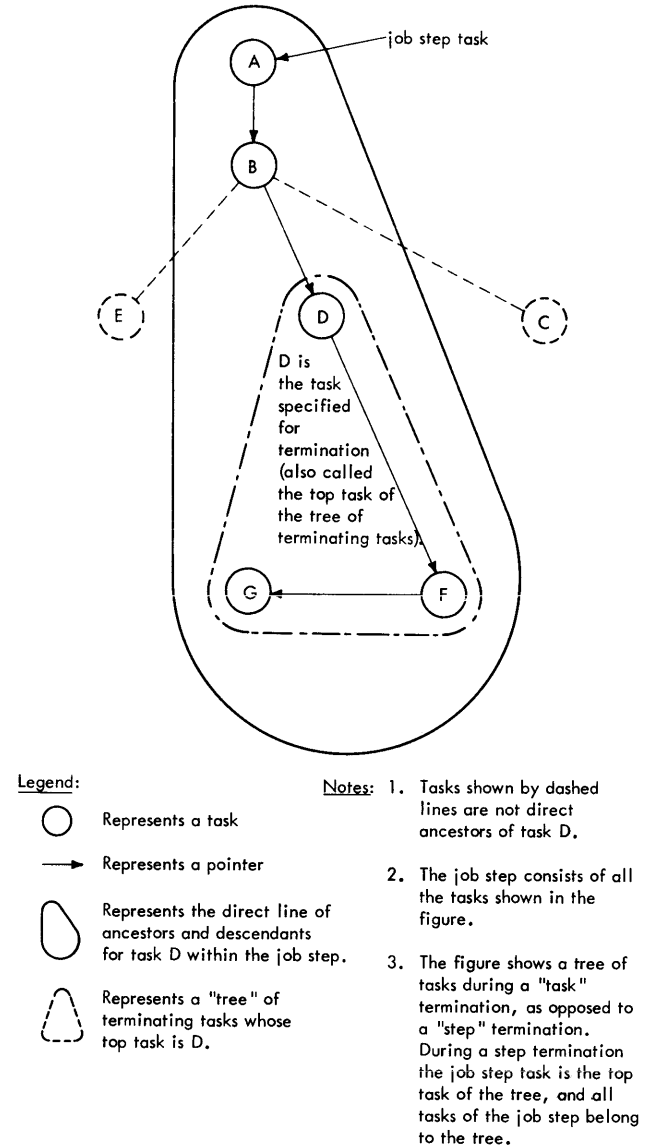 job step task
A
B
E
C
D
D is
the task
specified
for
termination
(also called
the top task of
the tree of
terminating tasks).
G
F
Legend:
Represents a task
Represents a pointer
Represents the direct line of
ancestors and descendants
for task D within the job step.
Represents a "tree" of
terminating tasks whose
top task is D.
Notes: 1. Tasks shown by dashed
lines are not direct
ancestors of task D.
2. The job step consists of all
the tasks shown in the
figure.
3. The figure shows a tree of
tasks during a "task"
termination, as opposed to
a "step" termination.
During a step termination
the job step task is the top
task of the tree, and all
tasks of the job step belong
to the tree.